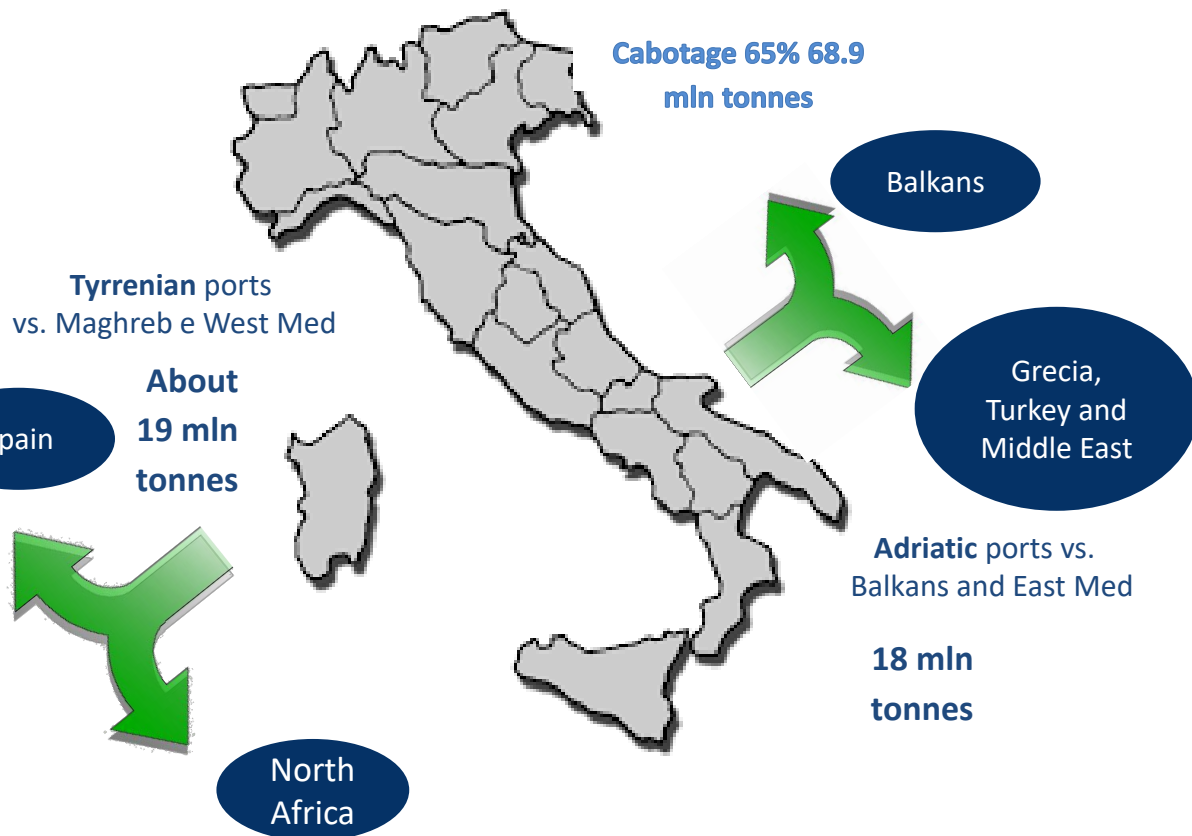 Cabotage 65% 68.9
mln tonnes
Balkans
Tyrrenian ports
vs. Maghreb e West Med
About
19 mln
tonnes
pain
Grecia,
Turkey and
Middle East
Adriatic ports vs.
Balkans and East Med
18 mln
tonnes
North
Africa